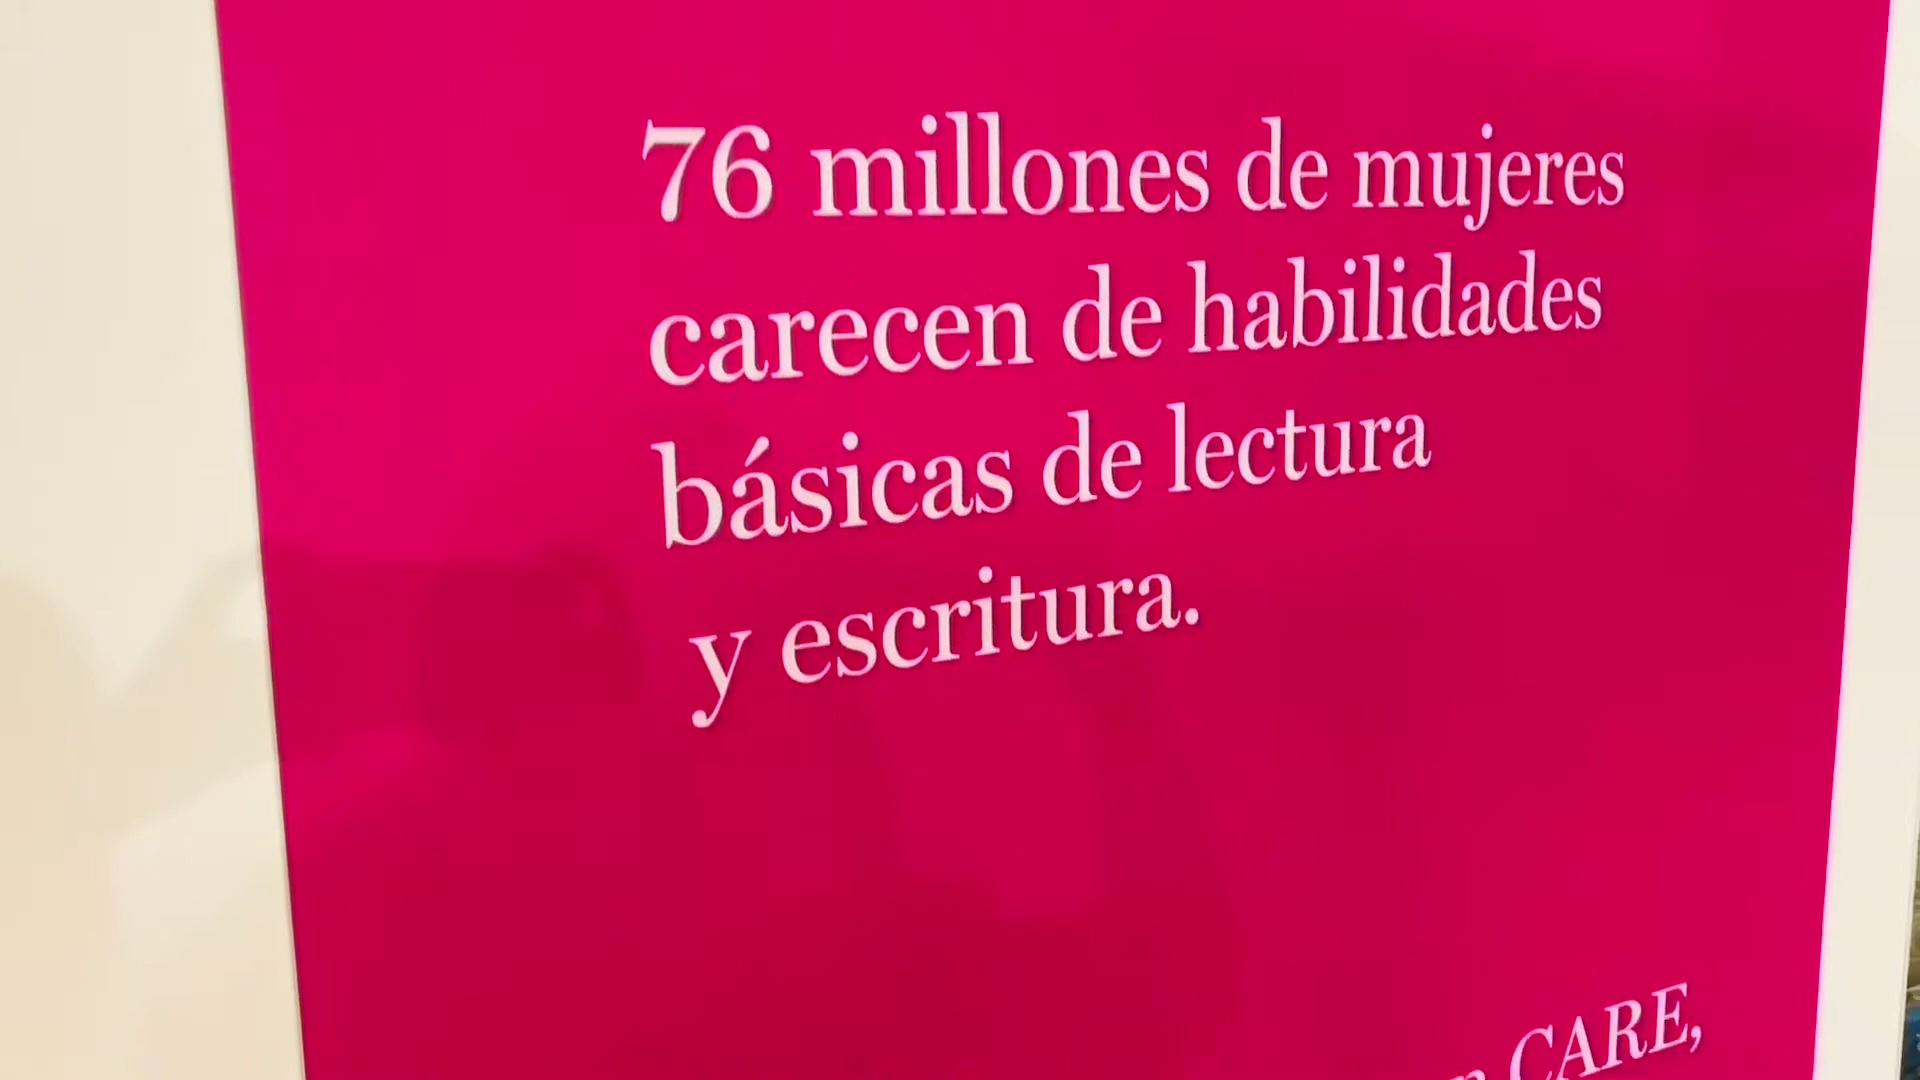 76 millones de mujeres
carecen de habilidades
básicas de lectura
y escritura.
CARE,